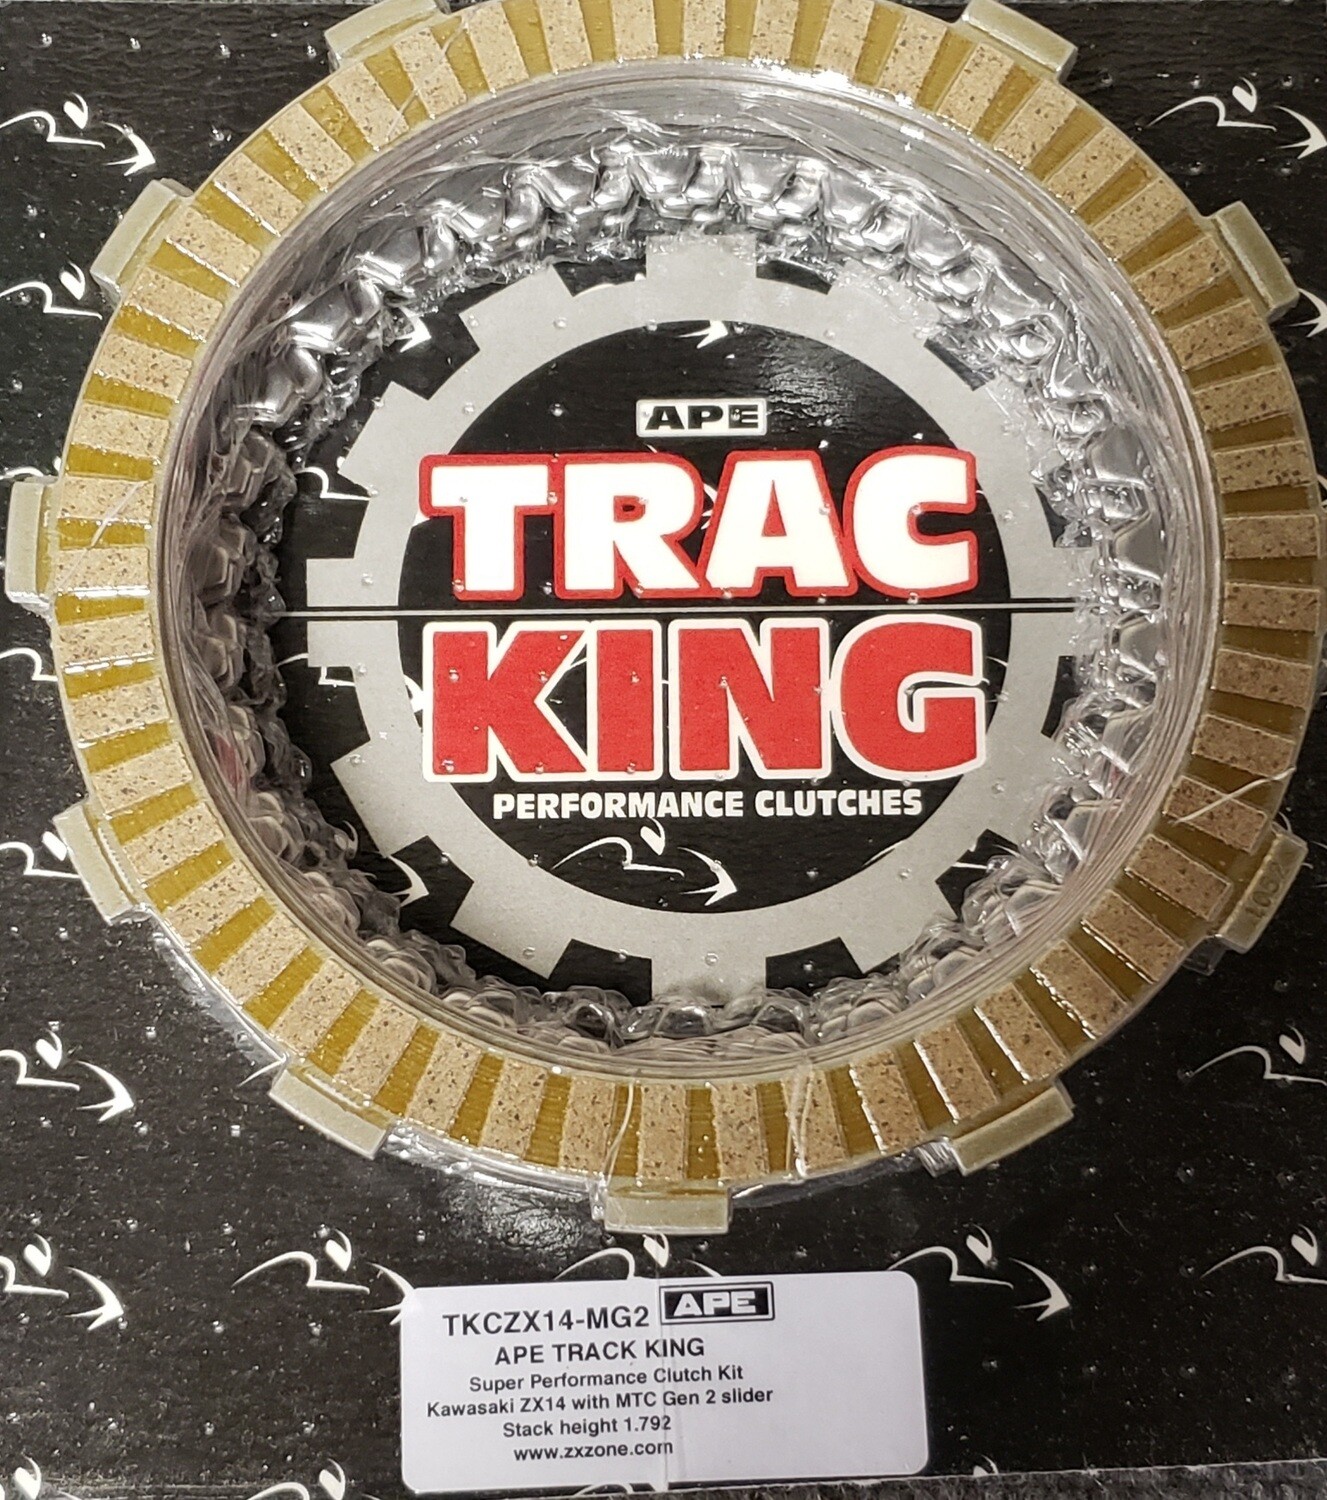 APE
TRAC
KING
PERFORMANCE CLUTCHES
1052
TKCZX14-MG2 APE
APE TRACK KING
Super Performance Clutch Kit
Kawasaki ZX14 with MTC Gen 2 slider
Stack height 1.792
www.zxzone.com